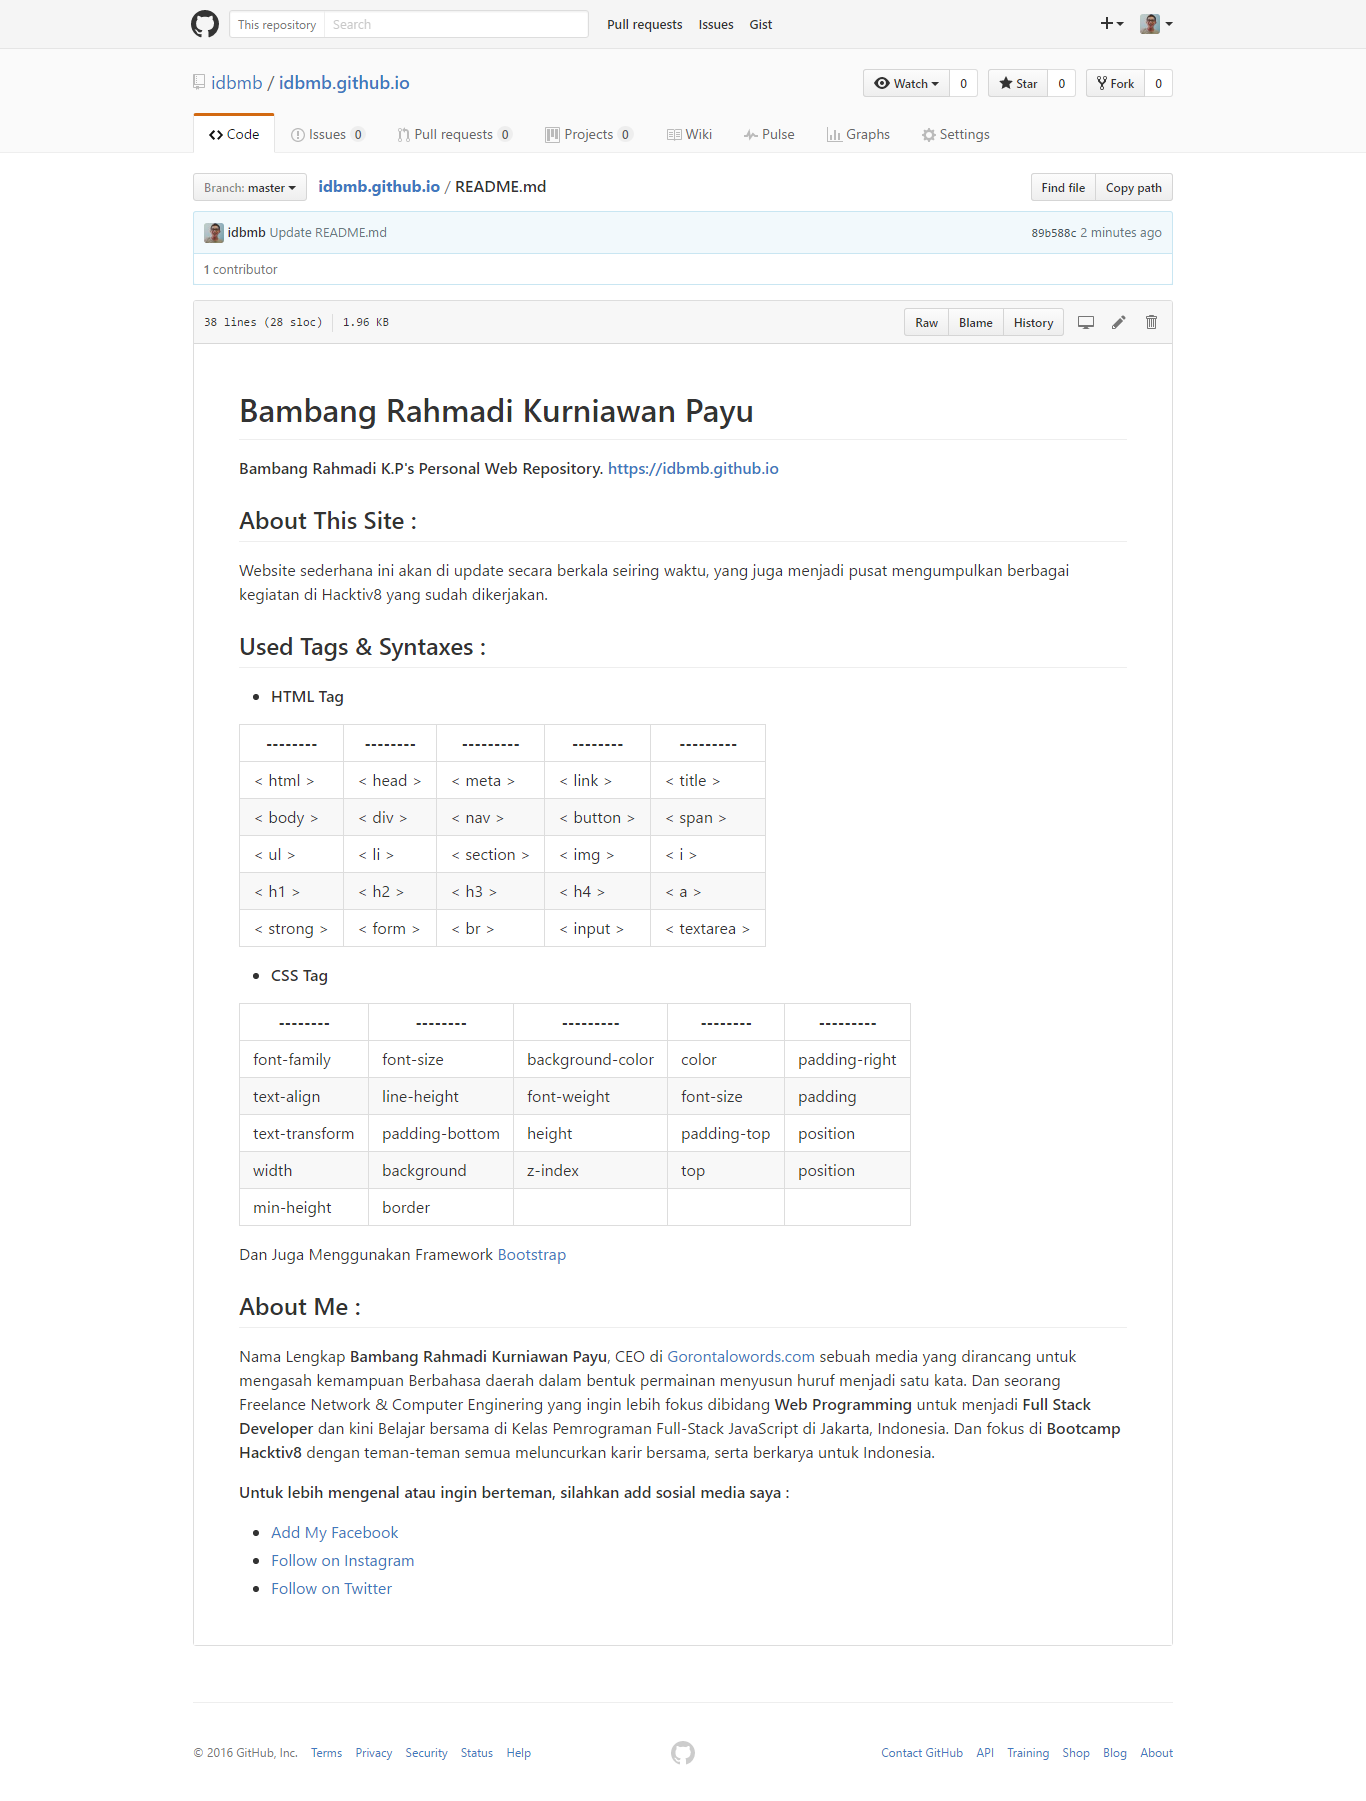 This repository Search Pull requests Issues Gist
idbmb / idbmb.github.io Watch 0 Star 0 Fork 0
Code Issues 0 Pull requests 0 Projects 0 Wiki Pulse Graphs Settings
Branch: master idbmb.github.io / README.md Find file Copy path
idbmb Update README.md 89b588c 2 minutes ago
1 contributor
38 lines (28 sloc) 1.96 KB Raw Blame History
Bambang Rahmadi Kurniawan Payu
Bambang Rahmadi K.P's Personal Web Repository. https://idbmb.github.io
About This Site :
Website sederhana ini akan di update secara berkala seiring waktu, yang juga menjadi pusat mengumpulkan berbagai
kegiatan di Hacktiv8 yang sudah dikerjakan.
Used Tags & Syntaxes :
• HTML Tag
-------- -------- --------- -------- ---------
< html > < head > < meta > < link > < title >
< body > < div > < nav > < button > < span >
< ul > < li > < section > < img > < i >
< h1 > < h2 > < h3 > < h4 > < a >
< strong > < form > < br > < input > < textarea >
• CSS Tag
-------- -------- --------- -------- ---------
font-family font-size background-color color padding-right
text-align line-height font-weight font-size padding
text-transform padding-bottom height padding-top position
width background z-index top position
min-height border
Dan Juga Menggunakan Framework Bootstrap
About Me :
Nama Lengkap Bambang Rahmadi Kurniawan Payu, CEO di Gorontalowords.com sebuah media yang dirancang untuk
mengasah kemampuan Berbahasa daerah dalam bentuk permainan menyusun huruf menjadi satu kata. Dan seorang
Freelance Network & Computer Enginering yang ingin lebih fokus dibidang Web Programming untuk menjadi Full Stack
Developer dan kini Belajar bersama di Kelas Pemrograman Full-Stack JavaScript di Jakarta, Indonesia. Dan fokus di Bootcamp
Hacktiv8 dengan teman-teman semua meluncurkan karir bersama, serta berkarya untuk Indonesia.
Untuk lebih mengenal atau ingin berteman, silahkan add sosial media saya :
• Add My Facebook
• Follow on Instagram
• Follow on Twitter
© 2016 GitHub, Inc. Terms Privacy Security Status Help Contact GitHub API Training Shop Blog About